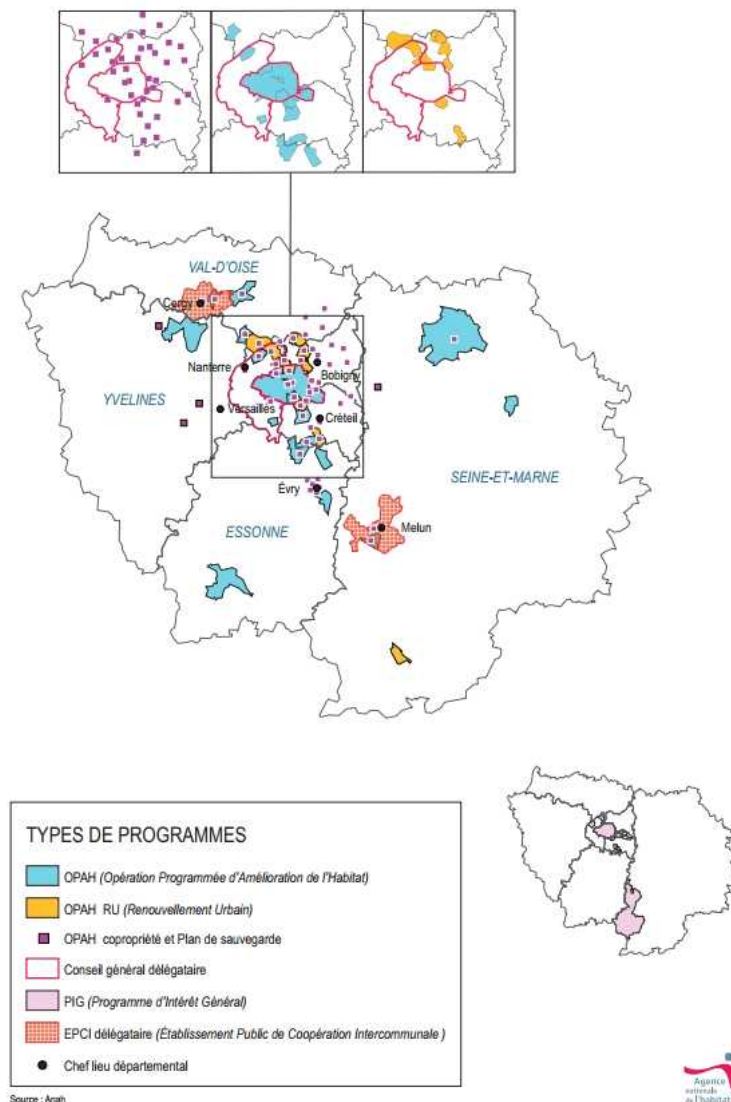 VAL-D'OISE
Cergy
Nanterre
Bobigny
YVELINES
Versailles
Créteil
SEINE-ET-MARNE
Évry
ESSONNE
Melun
TYPES DE PROGRAMMES
OPAH (Opération Programmée d'Amélioration de l'Habitat)
OPAH RU (Renouvellement Urbain)
OPAH copropriété et Plan de sauvegarde
Conseil général délégataire
PIG (Programme d'Intérêt Général)
EPCI délégataire (Établissement Public de Coopération Intercommunale )
Chef lieu départemental
Source : Anah
Agence
nationale
de l'habitat